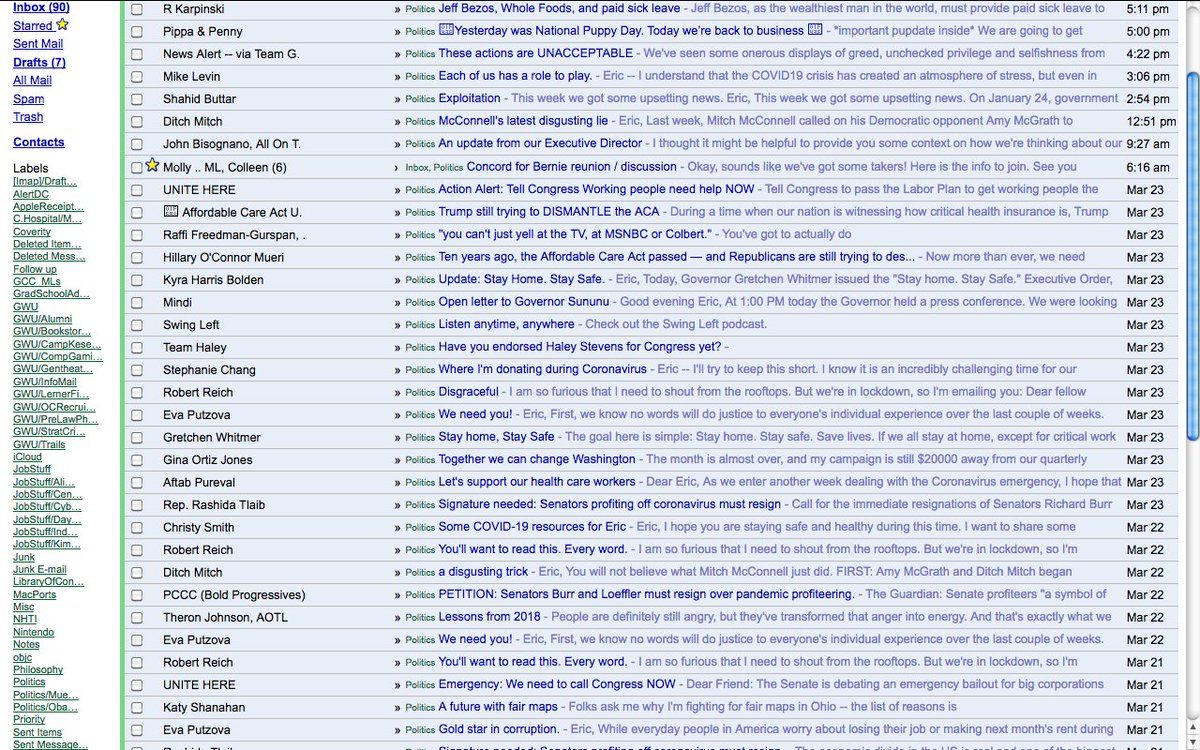 Inbox (90)
Starred
Sent Mail
Drafts (7)
All Mail
Spam
Trash
Contacts
Labels
[Imap]/Draft...
AlertDC
AppleReceipt...
C.Hospital/M...
Coverity
Deleted Item...
Deleted Mess...
Follow up
GCC_MLs
GradSchoolAd...
GWU
GWU/Alumni
GWU/Bookstor...
GWU/CampKese...
GWU/CompGami...
GWU/Gentheat...
GWU/InfoMail
GWU/LernerFi...
GWU/OCRecrui...
GWU/PreLawPh...
GWU/StratCri...
GWU/Trails
iCloud
JobStuff
JobStuff/Ali...
JobStuff/Cen...
JobStuff/Cyb...
JobStuff/Day...
JobStuff/Ind...
JobStuff/Kim...
Junk
Junk E-mail
LibraryOfCon...
MacPorts
Misc
NHTI
Nintendo
Notes
objc
Philosophy
Politics
Politics/Mue...
Politics/Oba...
Priority
Sent Items
Sent Message...
R Karpinski » Politics Jeff Bezos, Whole Foods, and paid sick leave - Jeff Bezos, as the wealthiest man in the world, must provide paid sick leave to 5:11 pm
Pippa & Penny » Politics Yesterday was National Puppy Day. Today we're back to business - *important pupdate inside* We are going to get 5:00 pm
News Alert -- via Team G. » Politics These actions are UNACCEPTABLE - We've seen some onerous displays of greed, unchecked privilege and selfishness from 4:22 pm
Mike Levin » Politics Each of us has a role to play. - Eric -- I understand that the COVID19 crisis has created an atmosphere of stress, but even in 3:06 pm
Shahid Buttar » Politics Exploitation - This week we got some upsetting news. Eric, This week we got some upsetting news. On January 24, government 2:54 pm
Ditch Mitch » Politics McConnell's latest disgusting lie - Eric, Last week, Mitch McConnell called on his Democratic opponent Amy McGrath to 12:51 pm
John Bisognano, All On T. » Politics An update from our Executive Director - I thought it might be helpful to provide you some context on how we're thinking about our 9:27 am
Molly .. ML, Colleen (6) › Inbox, Politics Concord for Bernie reunion / discussion - Okay, sounds like we've got some takers! Here is the info to join. See you 6:16 am
UNITE HERE » Politics Action Alert: Tell Congress Working people need help NOW - Tell Congress to pass the Labor Plan to get working people the Mar 23
Affordable Care Act U. » Politics Trump still trying to DISMANTLE the ACA - During a time when our nation is witnessing how critical health insurance is, Trump Mar 23
Raffi Freedman-Gurspan, . » Politics "you can't just yell at the TV, at MSNBC or Colbert." - You've got to actually do Mar 23
Hillary O'Connor Mueri » Politics Ten years ago, the Affordable Care Act passed — and Republicans are still trying to des... - Now more than ever, we need Mar 23
Kyra Harris Bolden » Politics Update: Stay Home. Stay Safe. - Eric, Today, Governor Gretchen Whitmer issued the "Stay home. Stay Safe." Executive Order, Mar 23
Mindi » Politics Open letter to Governor Sununu - Good evening Eric, At 1:00 PM today the Governor held a press conference. We were looking Mar 23
Swing Left » Politics Listen anytime, anywhere - Check out the Swing Left podcast. Mar 23
Team Haley » Politics Have you endorsed Haley Stevens for Congress yet? - Mar 23
Stephanie Chang » Politics Where I'm donating during Coronavirus - Eric -- I'll try to keep this short. I know it is an incredibly challenging time for our Mar 23
Robert Reich » Politics Disgraceful - I am so furious that I need to shout from the rooftops. But we're in lockdown, so I'm emailing you: Dear fellow Mar 23
Eva Putzova » Politics We need you! - Eric, First, we know no words will do justice to everyone's individual experience over the last couple of weeks. Mar 23
Gretchen Whitmer » Politics Stay home, Stay Safe - The goal here is simple: Stay home. Stay safe. Save lives. If we all stay at home, except for critical work Mar 23
Gina Ortiz Jones » Politics Together we can change Washington - The month is almost over, and my campaign is still $20000 away from our quarterly Mar 23
Aftab Pureval » Politics Let's support our health care workers - Dear Eric, As we enter another week dealing with the Coronavirus emergency, I hope that Mar 23
Rep. Rashida Tlaib » Politics Signature needed: Senators profiting off coronavirus must resign - Call for the immediate resignations of Senators Richard Burr Mar 23
Christy Smith » Politics Some COVID-19 resources for Eric - Eric, I hope you are staying safe and healthy during this time. I want to share some Mar 22
Robert Reich » Politics You'll want to read this. Every word. - I am so furious that I need to shout from the rooftops. But we're in lockdown, so I'm Mar 22
Ditch Mitch » Politics a disgusting trick - Eric, You will not believe what Mitch McConnell just did. FIRST: Amy McGrath and Ditch Mitch began Mar 22
PCCC (Bold Progressives) » Politics PETITION: Senators Burr and Loeffler must resign over pandemic profiteering. - The Guardian: Senate profiteers "a symbol of Mar 22
Theron Johnson, AOTL » Politics Lessons from 2018 - People are definitely still angry, but they've transformed that anger into energy. And that's exactly what we Mar 22
Eva Putzova » Politics We need you! - Eric, First, we know no words will do justice to everyone's individual experience over the last couple of weeks. Mar 22
Robert Reich » Politics You'll want to read this. Every word. - I am so furious that I need to shout from the rooftops. But we're in lockdown, so I'm Mar 21
UNITE HERE » Politics Emergency: We need to call Congress NOW - Dear Friend: The Senate is debating an emergency bailout for big corporations Mar 21
Katy Shanahan » Politics A future with fair maps - Folks ask me why I'm fighting for fair maps in Ohio -- the list of reasons is Mar 21
Eva Putzova » Politics Gold star in corruption. - Eric, While everyday people in America worry about losing their job or making next month's rent during Mar 21